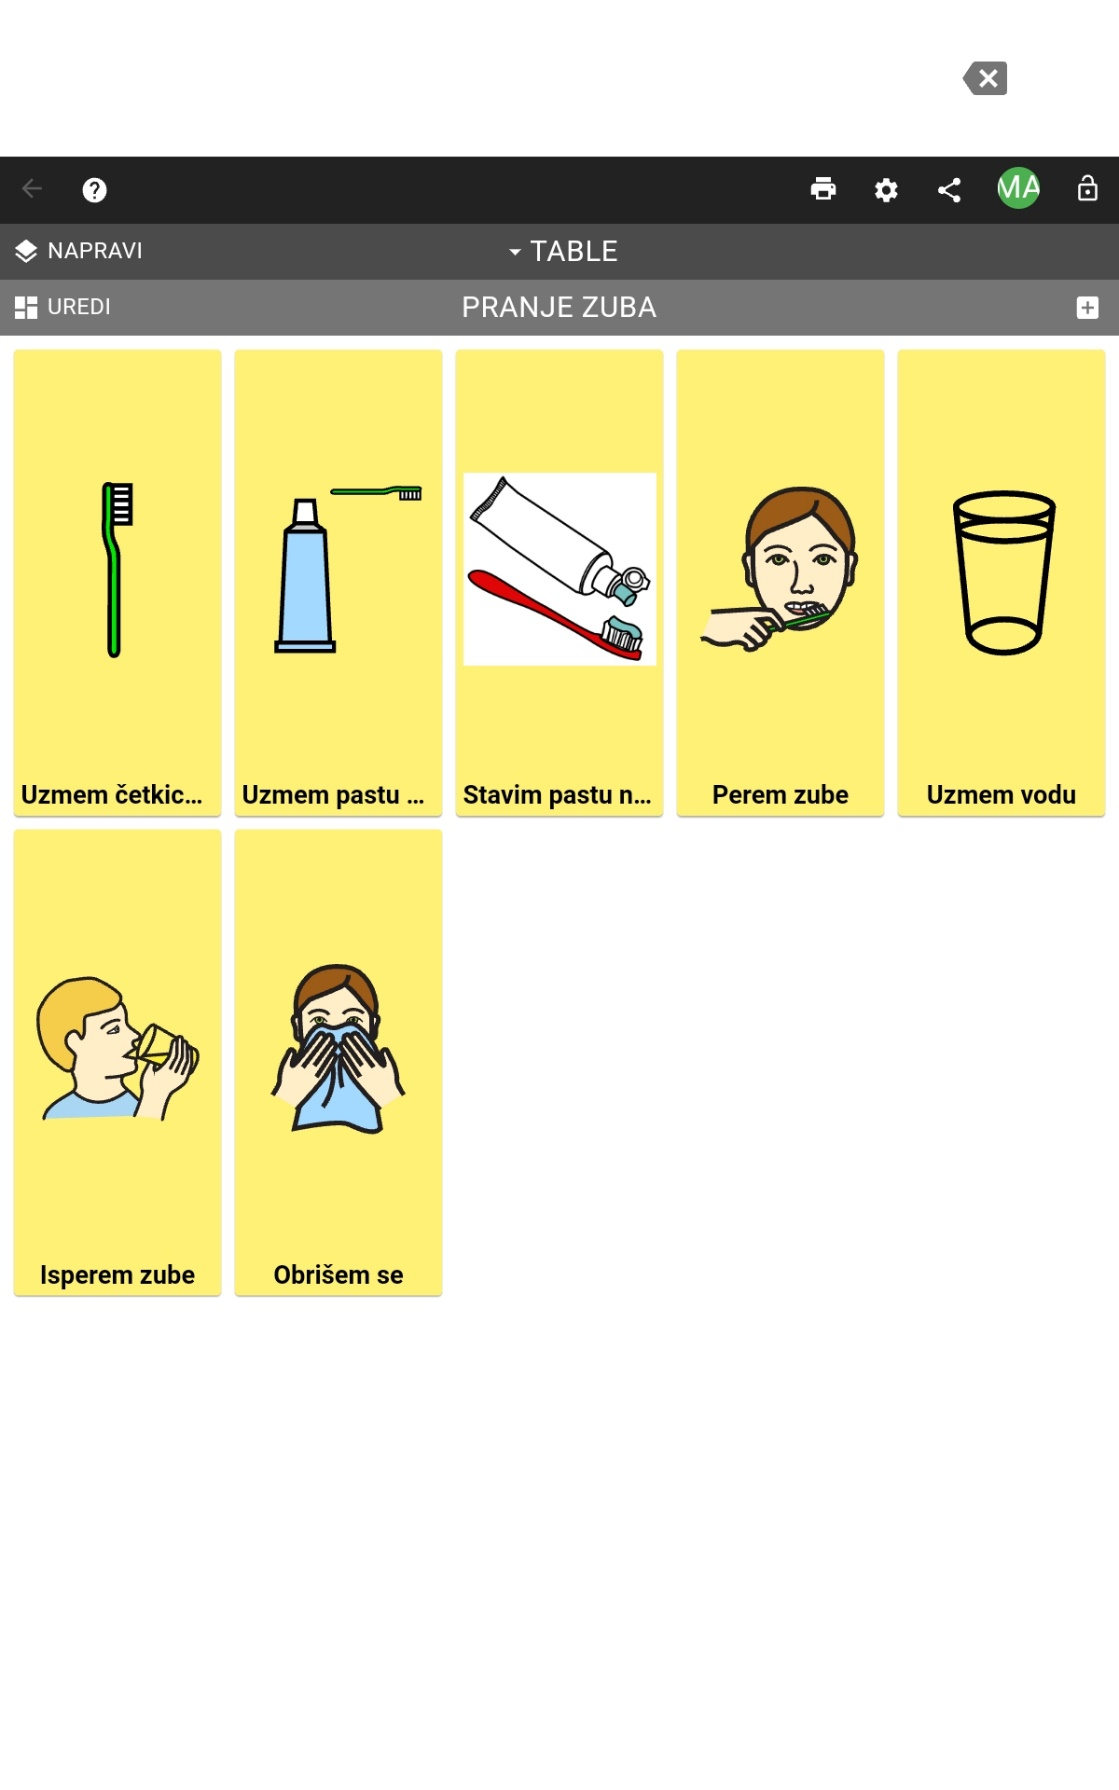 MA
NAPRAVI
TABLE
UREDI
PRANJE ZUBA
Uzmem četkic...
Uzmem pastu ...
Stavim pastu n...
Perem zube
Uzmem vodu
Isperem zube
Obrišem se